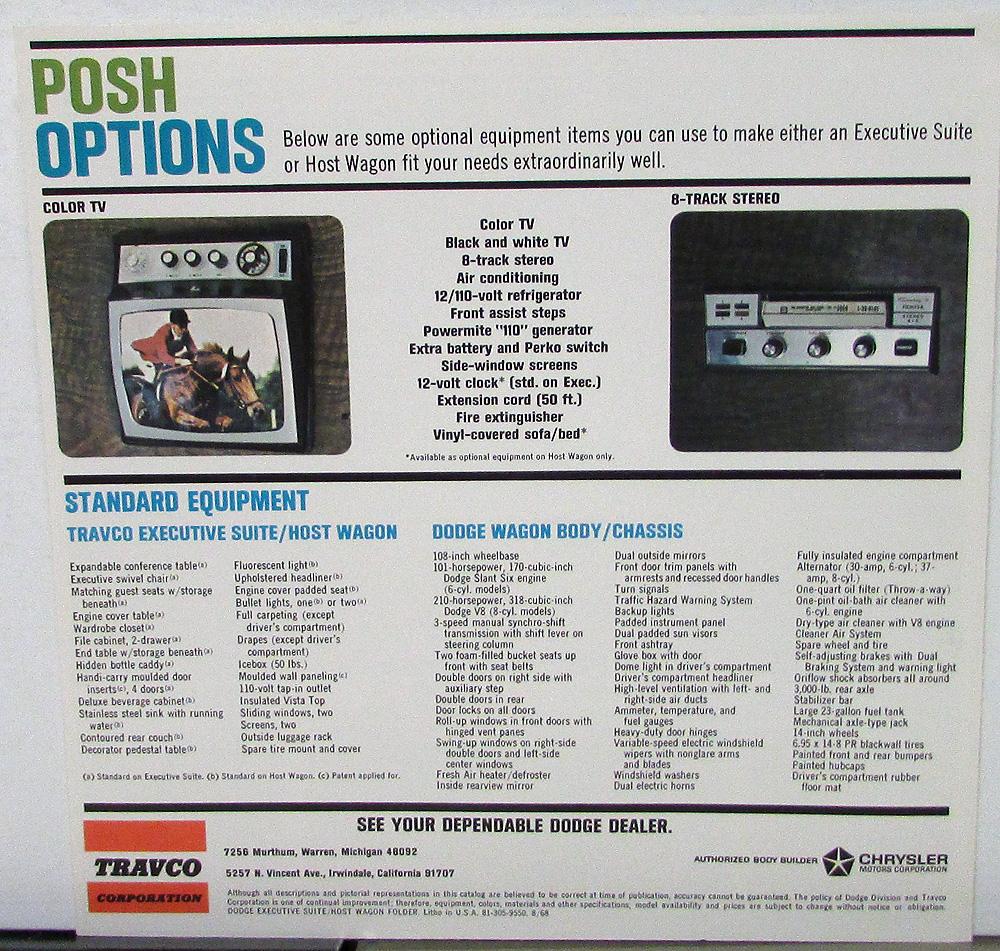 POSH
OPTIONS
Below are some optional equipment items you can use to make either an Executive Suite
or Host Wagon fit your needs extraordinarily well.
COLOR TV
Color TV
Black and white TV
8-track stereo
Air conditioning
12/110-volt refrigerator
Front assist steps
Powermite "110" generator
Extra battery and Perko switch
Side-window screens
12-volt clock* (std. on Exec.)
Extension cord (50 ft.)
Fire extinguisher
Vinyl-covered sofa/bed*
*Available as optional equipment on Host Wagon only.
8-TRACK STEREO
STANDARD EQUIPMENT
TRAVCO EXECUTIVE SUITE/HOST WAGON
Expandable conference table(a)
Executive swivel chair(a)
Matching guest seats w/storage
beneath(a)
Engine cover table(a)
Wardrobe closet(a)
File cabinet, 2-drawer(a)
End table w/storage beneath(a)
Hidden bottle caddy(a)
Handi-carry moulded door
inserts(c), 4 doors(a)
Deluxe beverage cabinet(b)
Stainless steel sink with running
water(b)
Contoured rear couch(b)
Decorator pedestal table(b)
Fluorescent light(b)
Upholstered headliner(b)
Engine cover padded seat(b)
Bullet lights, one(b) or two(a)
Full carpeting (except
driver's compartment)
Drapes (except driver's
compartment)
Icebox (50 lbs.)
Moulded wall paneling(c)
110-volt tap-in outlet
Insulated Vista Top
Sliding windows, two
Screens, two
Outside luggage rack
Spare tire mount and cover
(a) Standard on Executive Suite. (b) Standard on Host Wagon. (c) Patent applied for.
DODGE WAGON BODY/CHASSIS
108-inch wheelbase
101-horsepower, 170-cubic-inch
Dodge Slant Six engine
(6-cyl. models)
210-horsepower, 318-cubic-inch
Dodge V8 (8-cyl. models)
3-speed manual synchro-shift
transmission with shift lever on
steering column
Two foam-filled bucket seats up
front with seat belts
Double doors on right side with
auxiliary step
Double doors in rear
Door locks on all doors
Roll-up windows in front doors with
hinged vent panes
Swing-up windows on right-side
double doors and left-side
center windows
Fresh Air heater/defroster
Inside rearview mirror
Dual outside mirrors
Front door trim panels with
armrests and recessed door handles
Turn signals
Traffic Hazard Warning System
Backup lights
Padded instrument panel
Dual padded sun visors
Front ashtray
Glove box with door
Dome light in driver's compartment
Driver's compartment headliner
High-level ventilation with left- and
right-side air ducts
Ammeter, temperature, and
fuel gauges
Heavy-duty door hinges
Variable-speed electric windshield
wipers with nonglare arms
and blades
Windshield washers
Dual electric horns
Fully insulated engine compartment
Alternator (30-amp, 6-cyl.; 37-
amp, 8-cyl.)
One-quart oil filter (Throw-a-way)
One-pint oil-bath air cleaner with
6-cyl. engine
Dry-type air cleaner with V8 engine
Cleaner Air System
Spare wheel and tire
Self-adjusting brakes with Dual
Braking System and warning light
Oriflow shock absorbers all around
3,000-lb. rear axle
Stabilizer bar
Large 23-gallon fuel tank
Mechanical axle-type jack
14-inch wheels
6.95 x 14-8 PR blackwall tires
Painted front and rear bumpers
Painted hubcaps
Driver's compartment rubber
floor mat
SEE YOUR DEPENDABLE DODGE DEALER.
TRAVCO
CORPORATION
7256 Murthum, Warren, Michigan 48092
5257 N. Vincent Ave., Irwindale, California 91707
AUTHORIZED BODY BUILDER
CHRYSLER
MOTORS CORPORATION
Although all descriptions and pictorial representations in this catalog are believed to be correct at time of publication, accuracy cannot be guaranteed. The policy of Dodge Division and Travco
Corporation is one of continual improvement; therefore, equipment, colors, materials and other specifications, model availability and prices are subject to change without notice or obligation.
DODGE EXECUTIVE SUITE/HOST WAGON FOLDER. Litho in U.S.A. 81-305-9550. 8/68